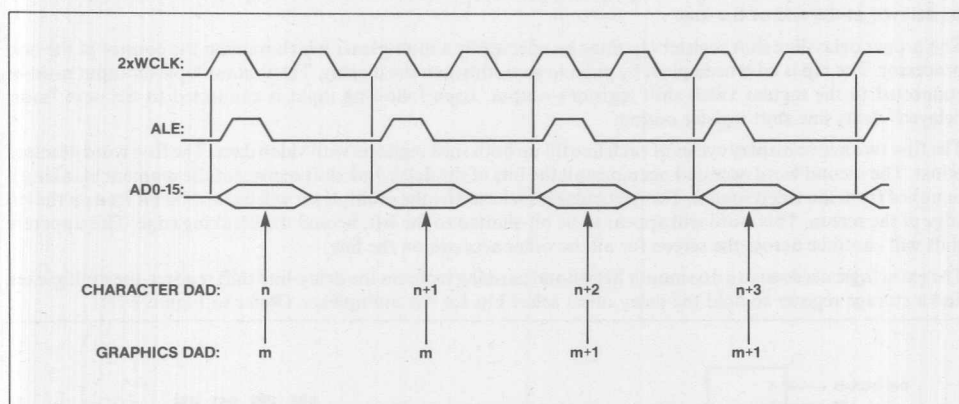 2xWCLK:
ALE:
AD0-15:
CHARACTER DAD: n n+1 n+2 n+3
GRAPHICS DAD: m m m+1 m+1